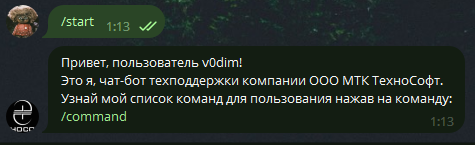 /start
1:13
Привет, пользователь v0dim!
Это я, чат-бот техподдержки компании ООО МТК ТехноСофт.
Узнай мой список команд для пользования нажав на команду:
/command
1:13